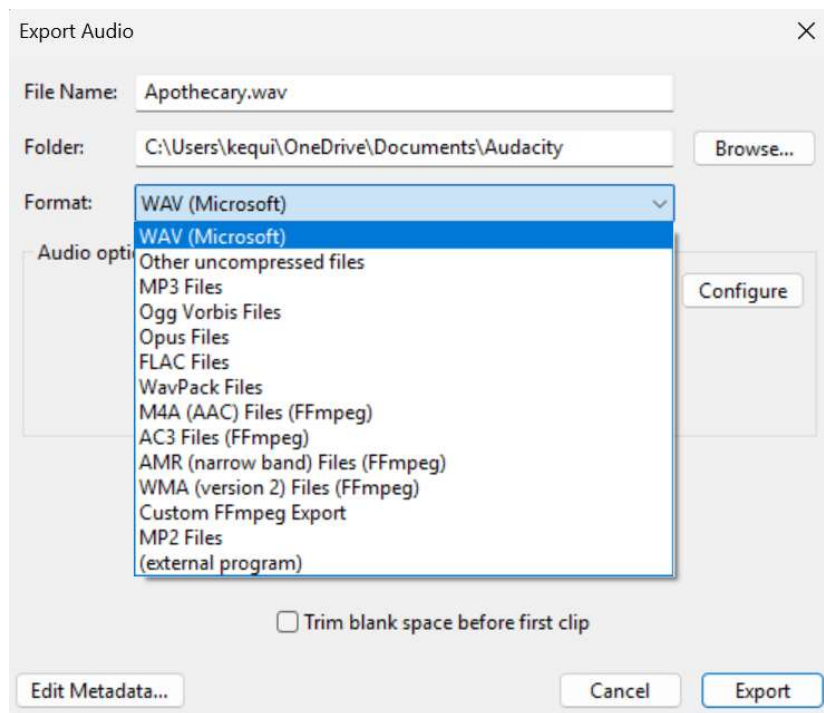 Export Audio
File Name: Apothecary.wav
Folder: C:\Users\kequi\OneDrive\Documents\Audacity Browse...
Format: WAV (Microsoft)
WAV (Microsoft)
Audio opti
Other uncompressed files
MP3 Files
Configure
Ogg Vorbis Files
Opus Files
FLAC Files
WavPack Files
M4A (AAC) Files (FFmpeg)
AC3 Files (FFmpeg)
AMR (narrow band) Files (FFmpeg)
WMA (version 2) Files (FFmpeg)
Custom FFmpeg Export
MP2 Files
(external program)
Trim blank space before first clip
Edit Metadata... Cancel Export